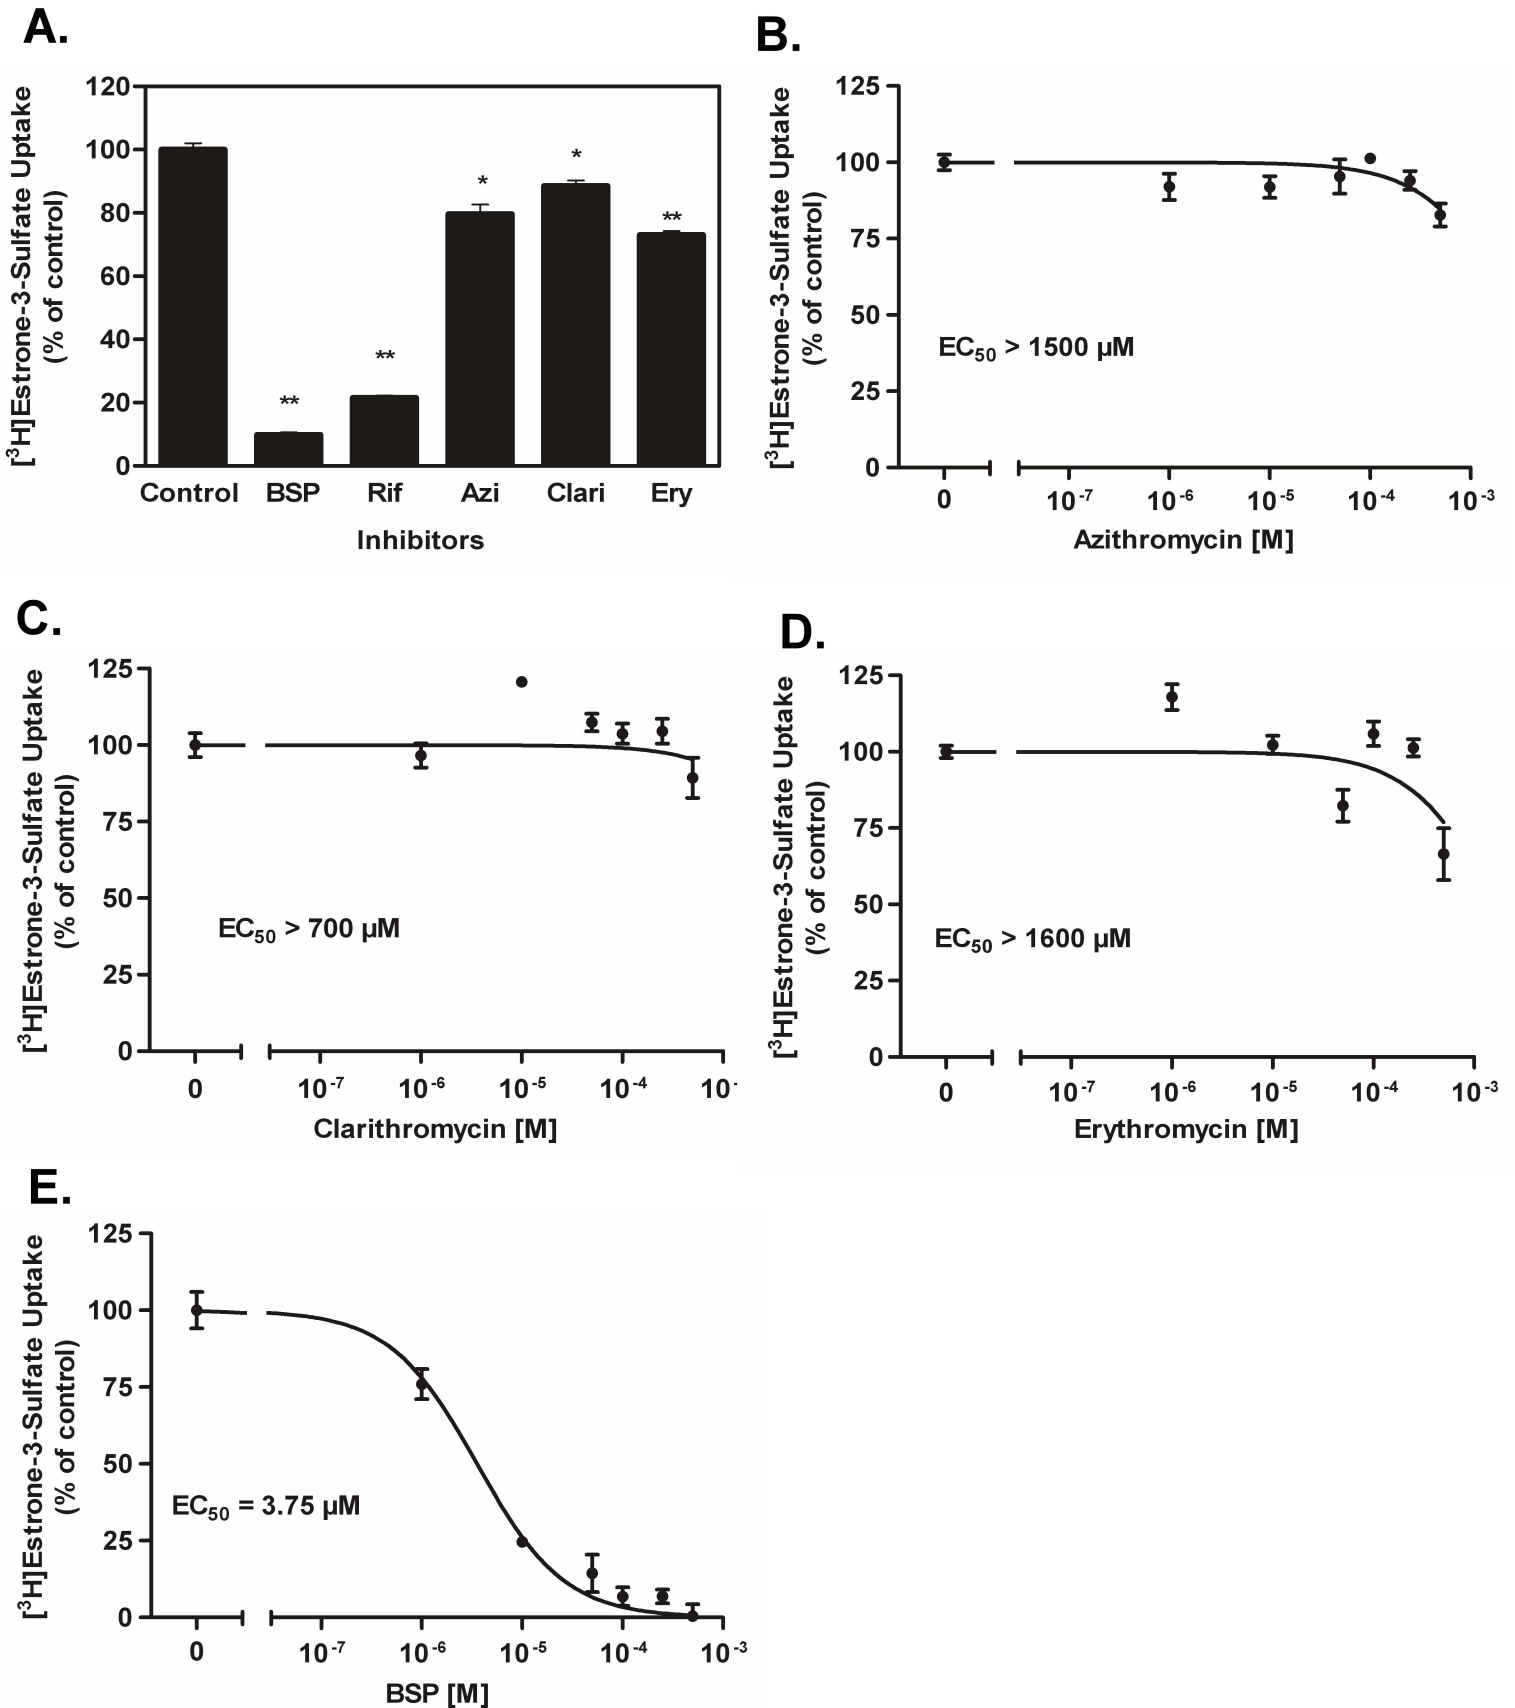 A.
[³H]Estrone-3-Sulfate Uptake
(% of control)
120
100
80
60
40
20
0
**
**
*
*
**
Control BSP Rif Azi Clari Ery
Inhibitors
B.
[³H]Estrone-3-Sulfate Uptake
(% of control)
125
100
75
50
25
0
EC₅₀ > 1500 µM
0 10⁻⁷ 10⁻⁶ 10⁻⁵ 10⁻⁴ 10⁻³
Azithromycin [M]
C.
[³H]Estrone-3-Sulfate Uptake
(% of control)
125
100
75
50
25
0
EC₅₀ > 700 µM
0 10⁻⁷ 10⁻⁶ 10⁻⁵ 10⁻⁴ 10⁻
Clarithromycin [M]
D.
[³H]Estrone-3-Sulfate Uptake
(% of control)
125
100
75
50
25
0
EC₅₀ > 1600 µM
0 10⁻⁷ 10⁻⁶ 10⁻⁵ 10⁻⁴ 10⁻³
Erythromycin [M]
E.
[³H]Estrone-3-Sulfate Uptake
(% of control)
125
100
75
50
25
0
EC₅₀ = 3.75 µM
0 10⁻⁷ 10⁻⁶ 10⁻⁵ 10⁻⁴ 10⁻³
BSP [M]